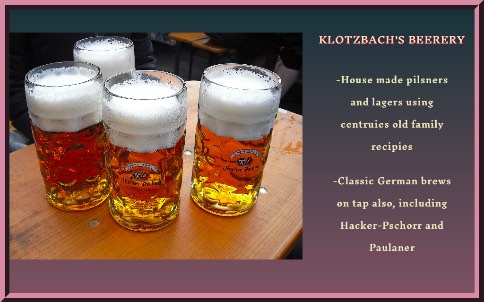 KLOTZBACH'S BEERERY
-House made pilsners
and lagers using
centruies old family
recipies
-Classic German brews
on tap also, including
Hacker-Pschorr and
Paulaner